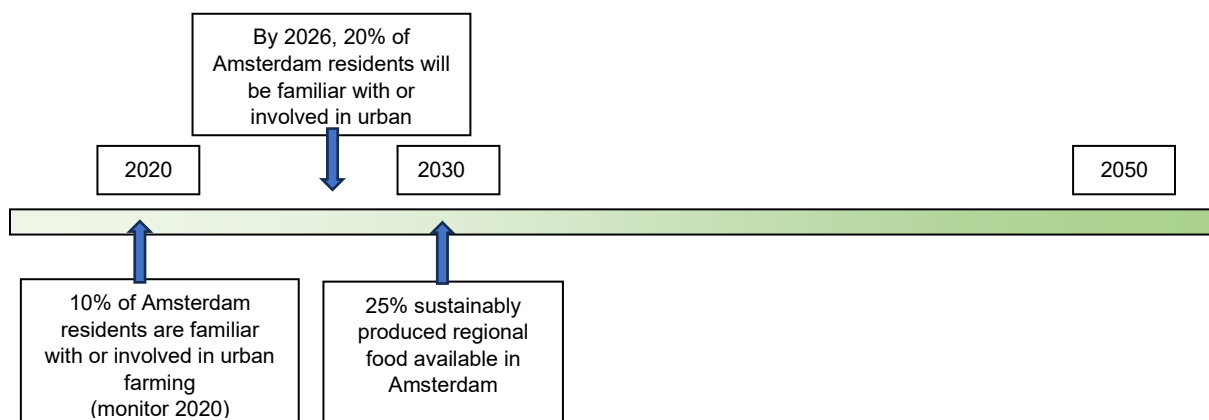 By 2026, 20% of
Amsterdam residents will
be familiar with or
involved in urban
2020
2030
2050
10% of Amsterdam
residents are familiar
with or involved in urban
farming
(monitor 2020)
25% sustainably
produced regional
food available in
Amsterdam